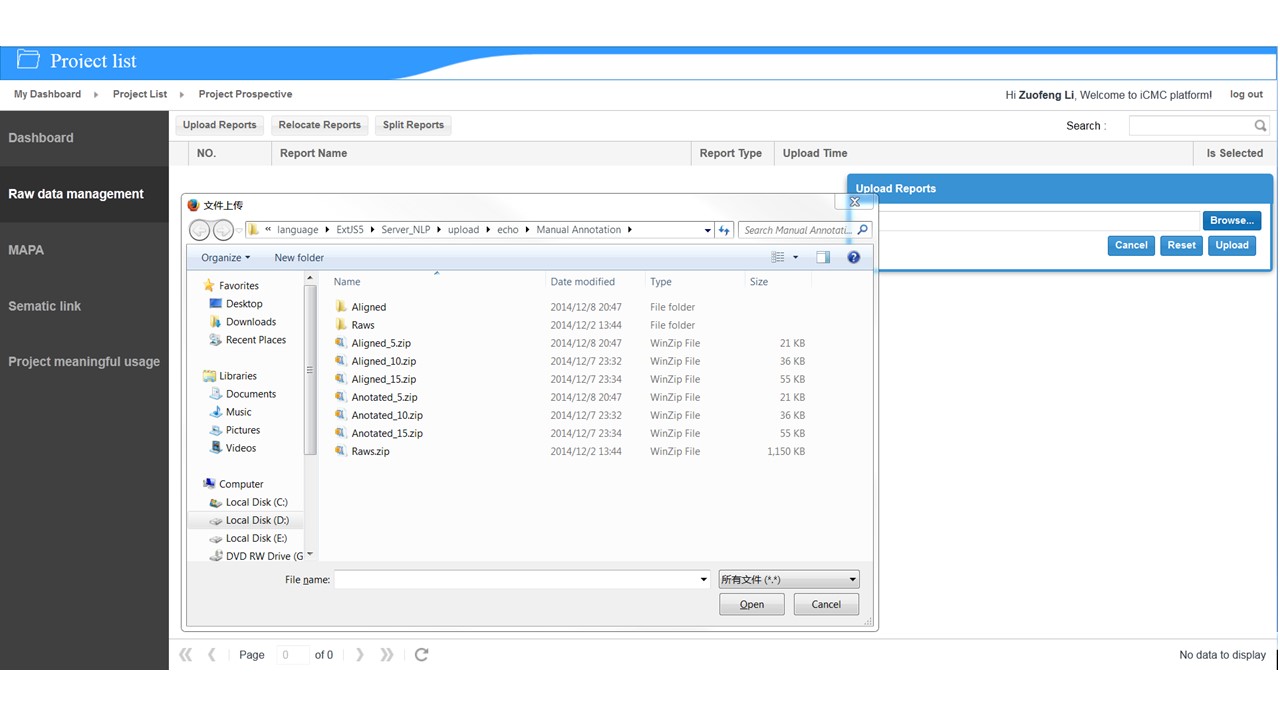 Project list
My Dashboard Project List Project Prospective
Hi Zuofeng Li, Welcome to iCMC platform! log out
Dashboard
Raw data management
MAPA
Sematic link
Project meaningful usage
Upload Reports Relocate Reports Split Reports
Search :
NO. Report Name Report Type Upload Time Is Selected
Upload Reports
Browse...
Cancel Reset Upload
文件上传
« language ExtJS5 Server_NLP upload echo Manual Annotation
Search Manual Annotati...
Organize New folder
Favorites
Desktop
Downloads
Recent Places
Libraries
Documents
Music
Pictures
Videos
Computer
Local Disk (C:)
Local Disk (D:)
Local Disk (E:)
DVD RW Drive (G
Name Date modified Type Size
Aligned 2014/12/8 20:47 File folder
Raws 2014/12/2 13:44 File folder
Aligned_5.zip 2014/12/8 20:47 WinZip File 21 KB
Aligned_10.zip 2014/12/7 23:32 WinZip File 36 KB
Aligned_15.zip 2014/12/7 23:34 WinZip File 55 KB
Anotated_5.zip 2014/12/8 20:47 WinZip File 21 KB
Anotated_10.zip 2014/12/7 23:32 WinZip File 36 KB
Anotated_15.zip 2014/12/7 23:34 WinZip File 55 KB
Raws.zip 2014/12/2 13:44 WinZip File 1,150 KB
File name:
所有文件 (*.*)
Open Cancel
Page 0 of 0
No data to display